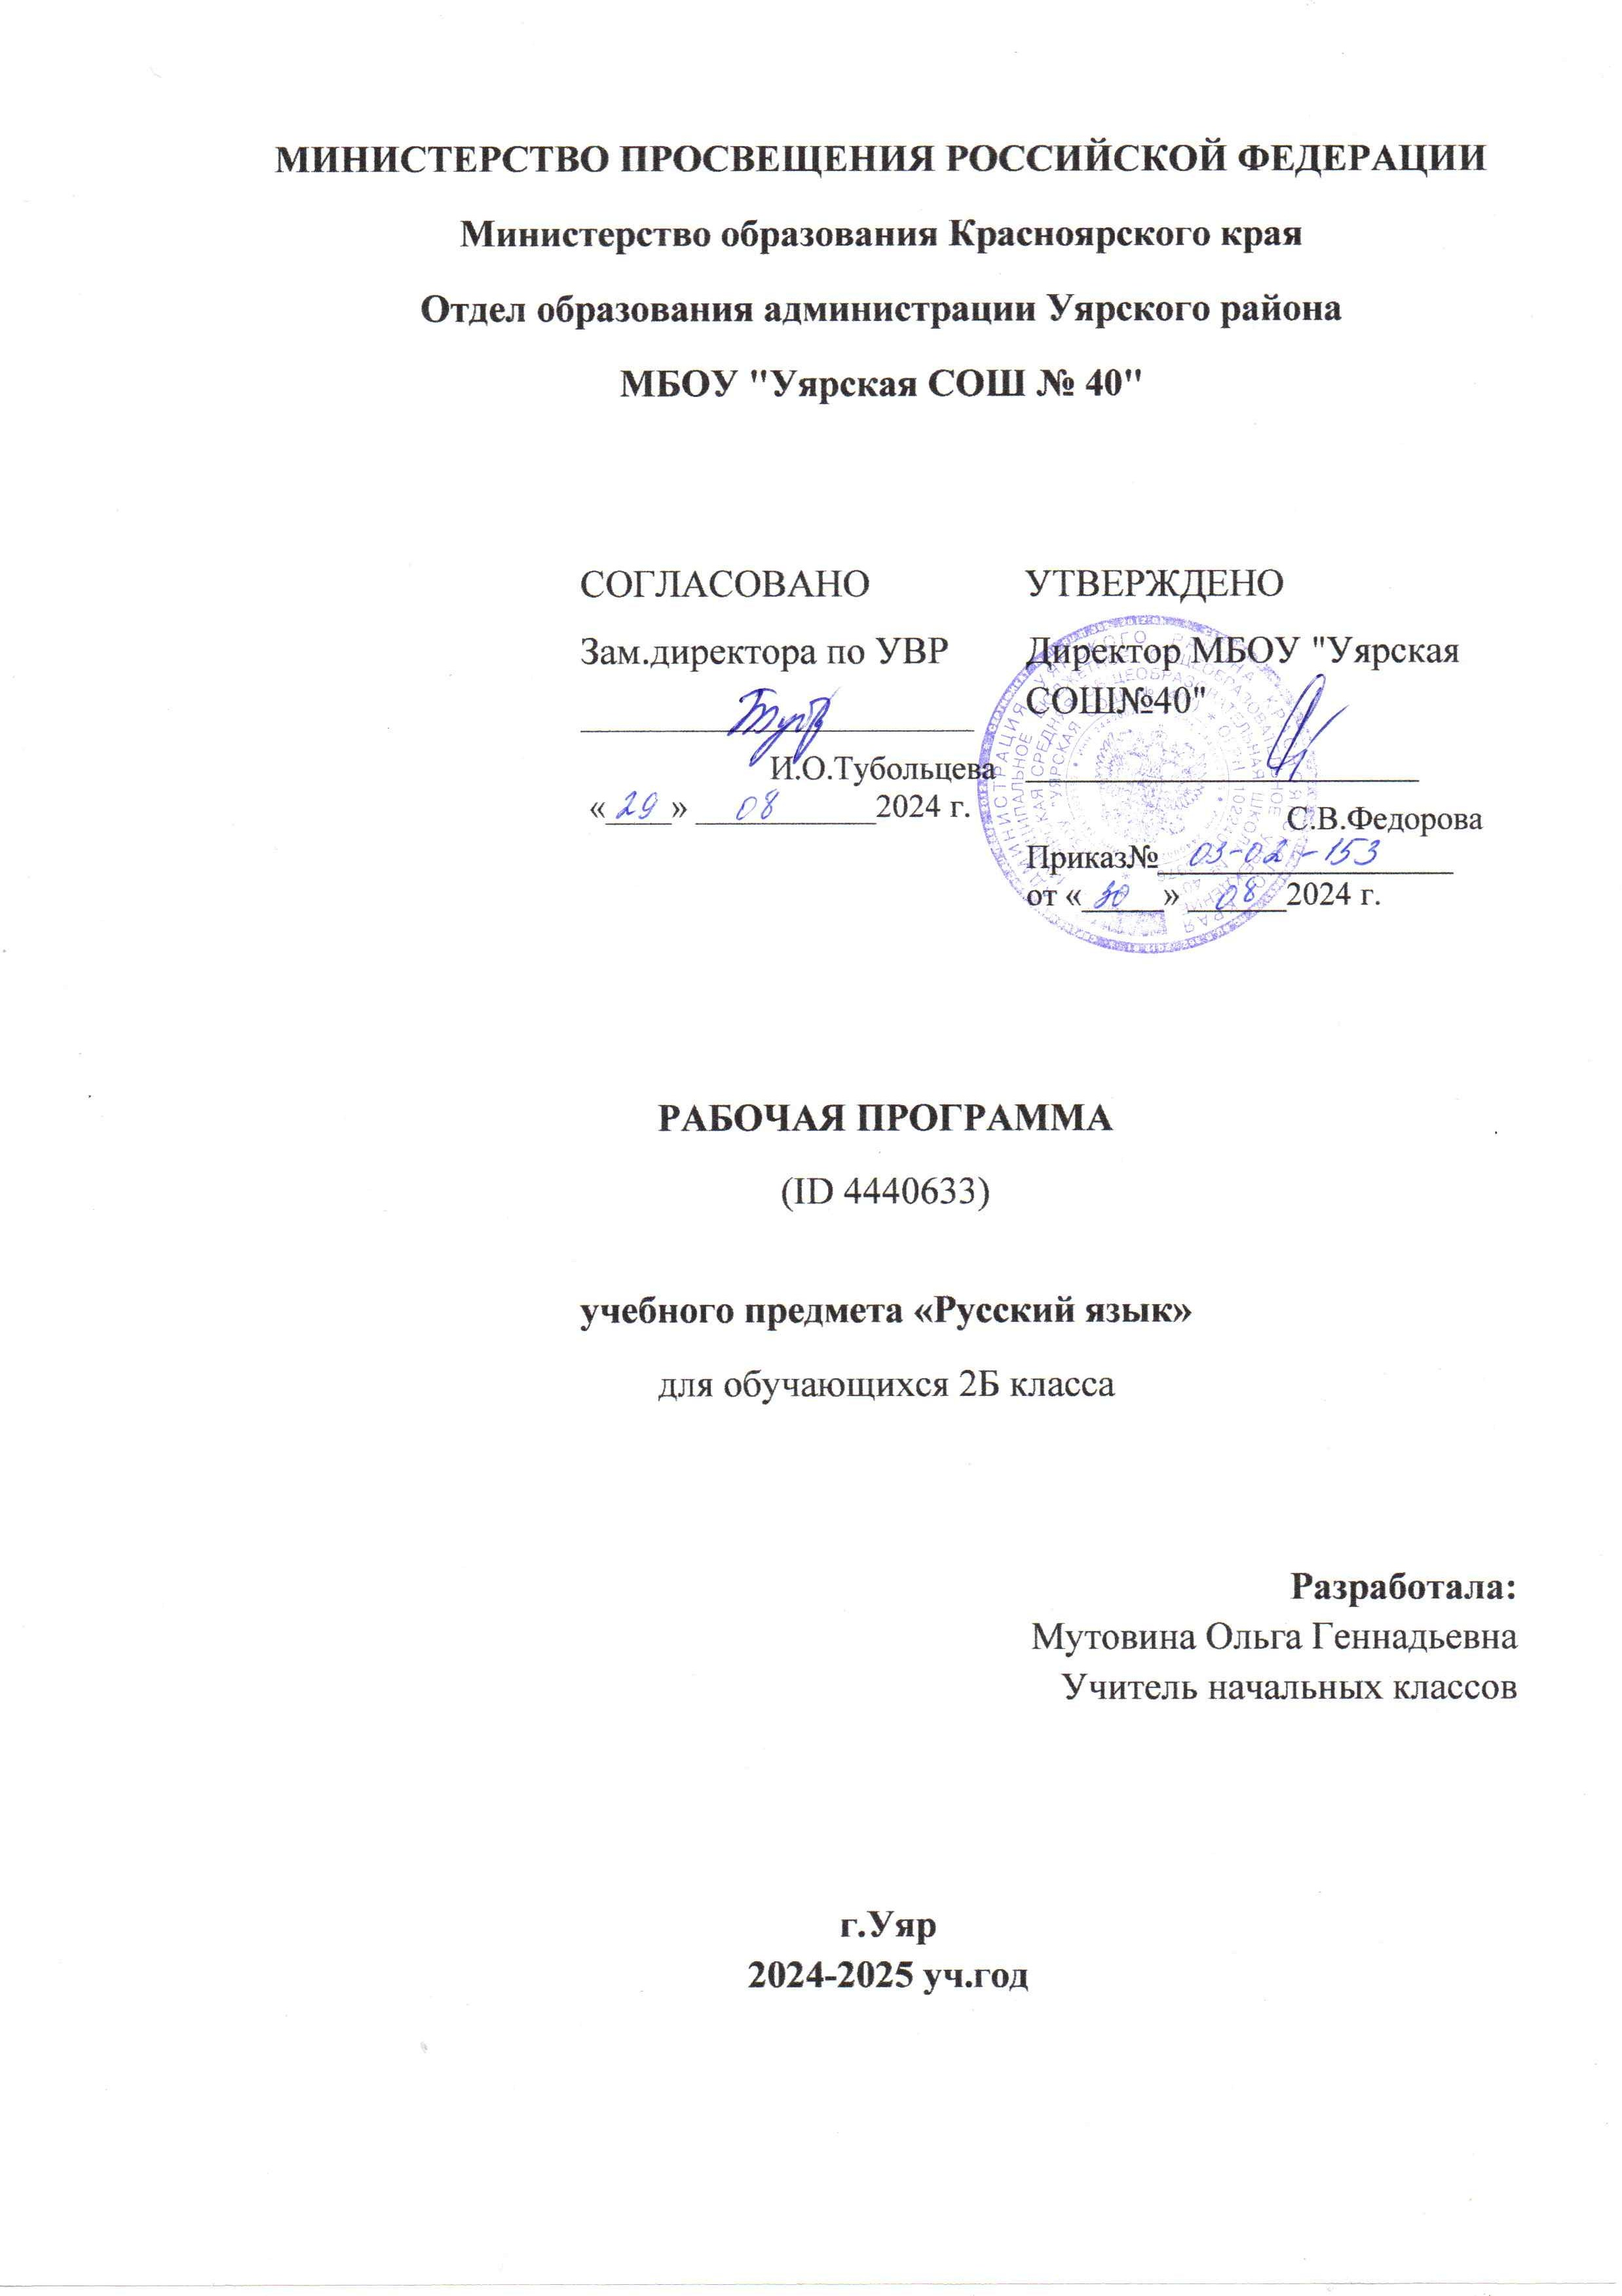 МИНИСТЕРСТВО ПРОСВЕЩЕНИЯ РОССИЙСКОЙ ФЕДЕРАЦИИ
Министерство образования Красноярского края
Отдел образования администрации Уярского района
МБОУ "Уярская СОШ № 40"
СОГЛАСОВАНО
Зам.директора по УВР
И.О.Тубольцева
«29» 08 2024 г.
УТВЕРЖДЕНО
Директор МБОУ "Уярская
СОШ№40"
С.В.Федорова
Приказ№ 03-02-153
от «30» 08 2024 г.
РАБОЧАЯ ПРОГРАММА
(ID 4440633)
учебного предмета «Русский язык»
для обучающихся 2Б класса
Разработала:
Мутовина Ольга Геннадьевна
Учитель начальных классов
г.Уяр
2024-2025 уч.год